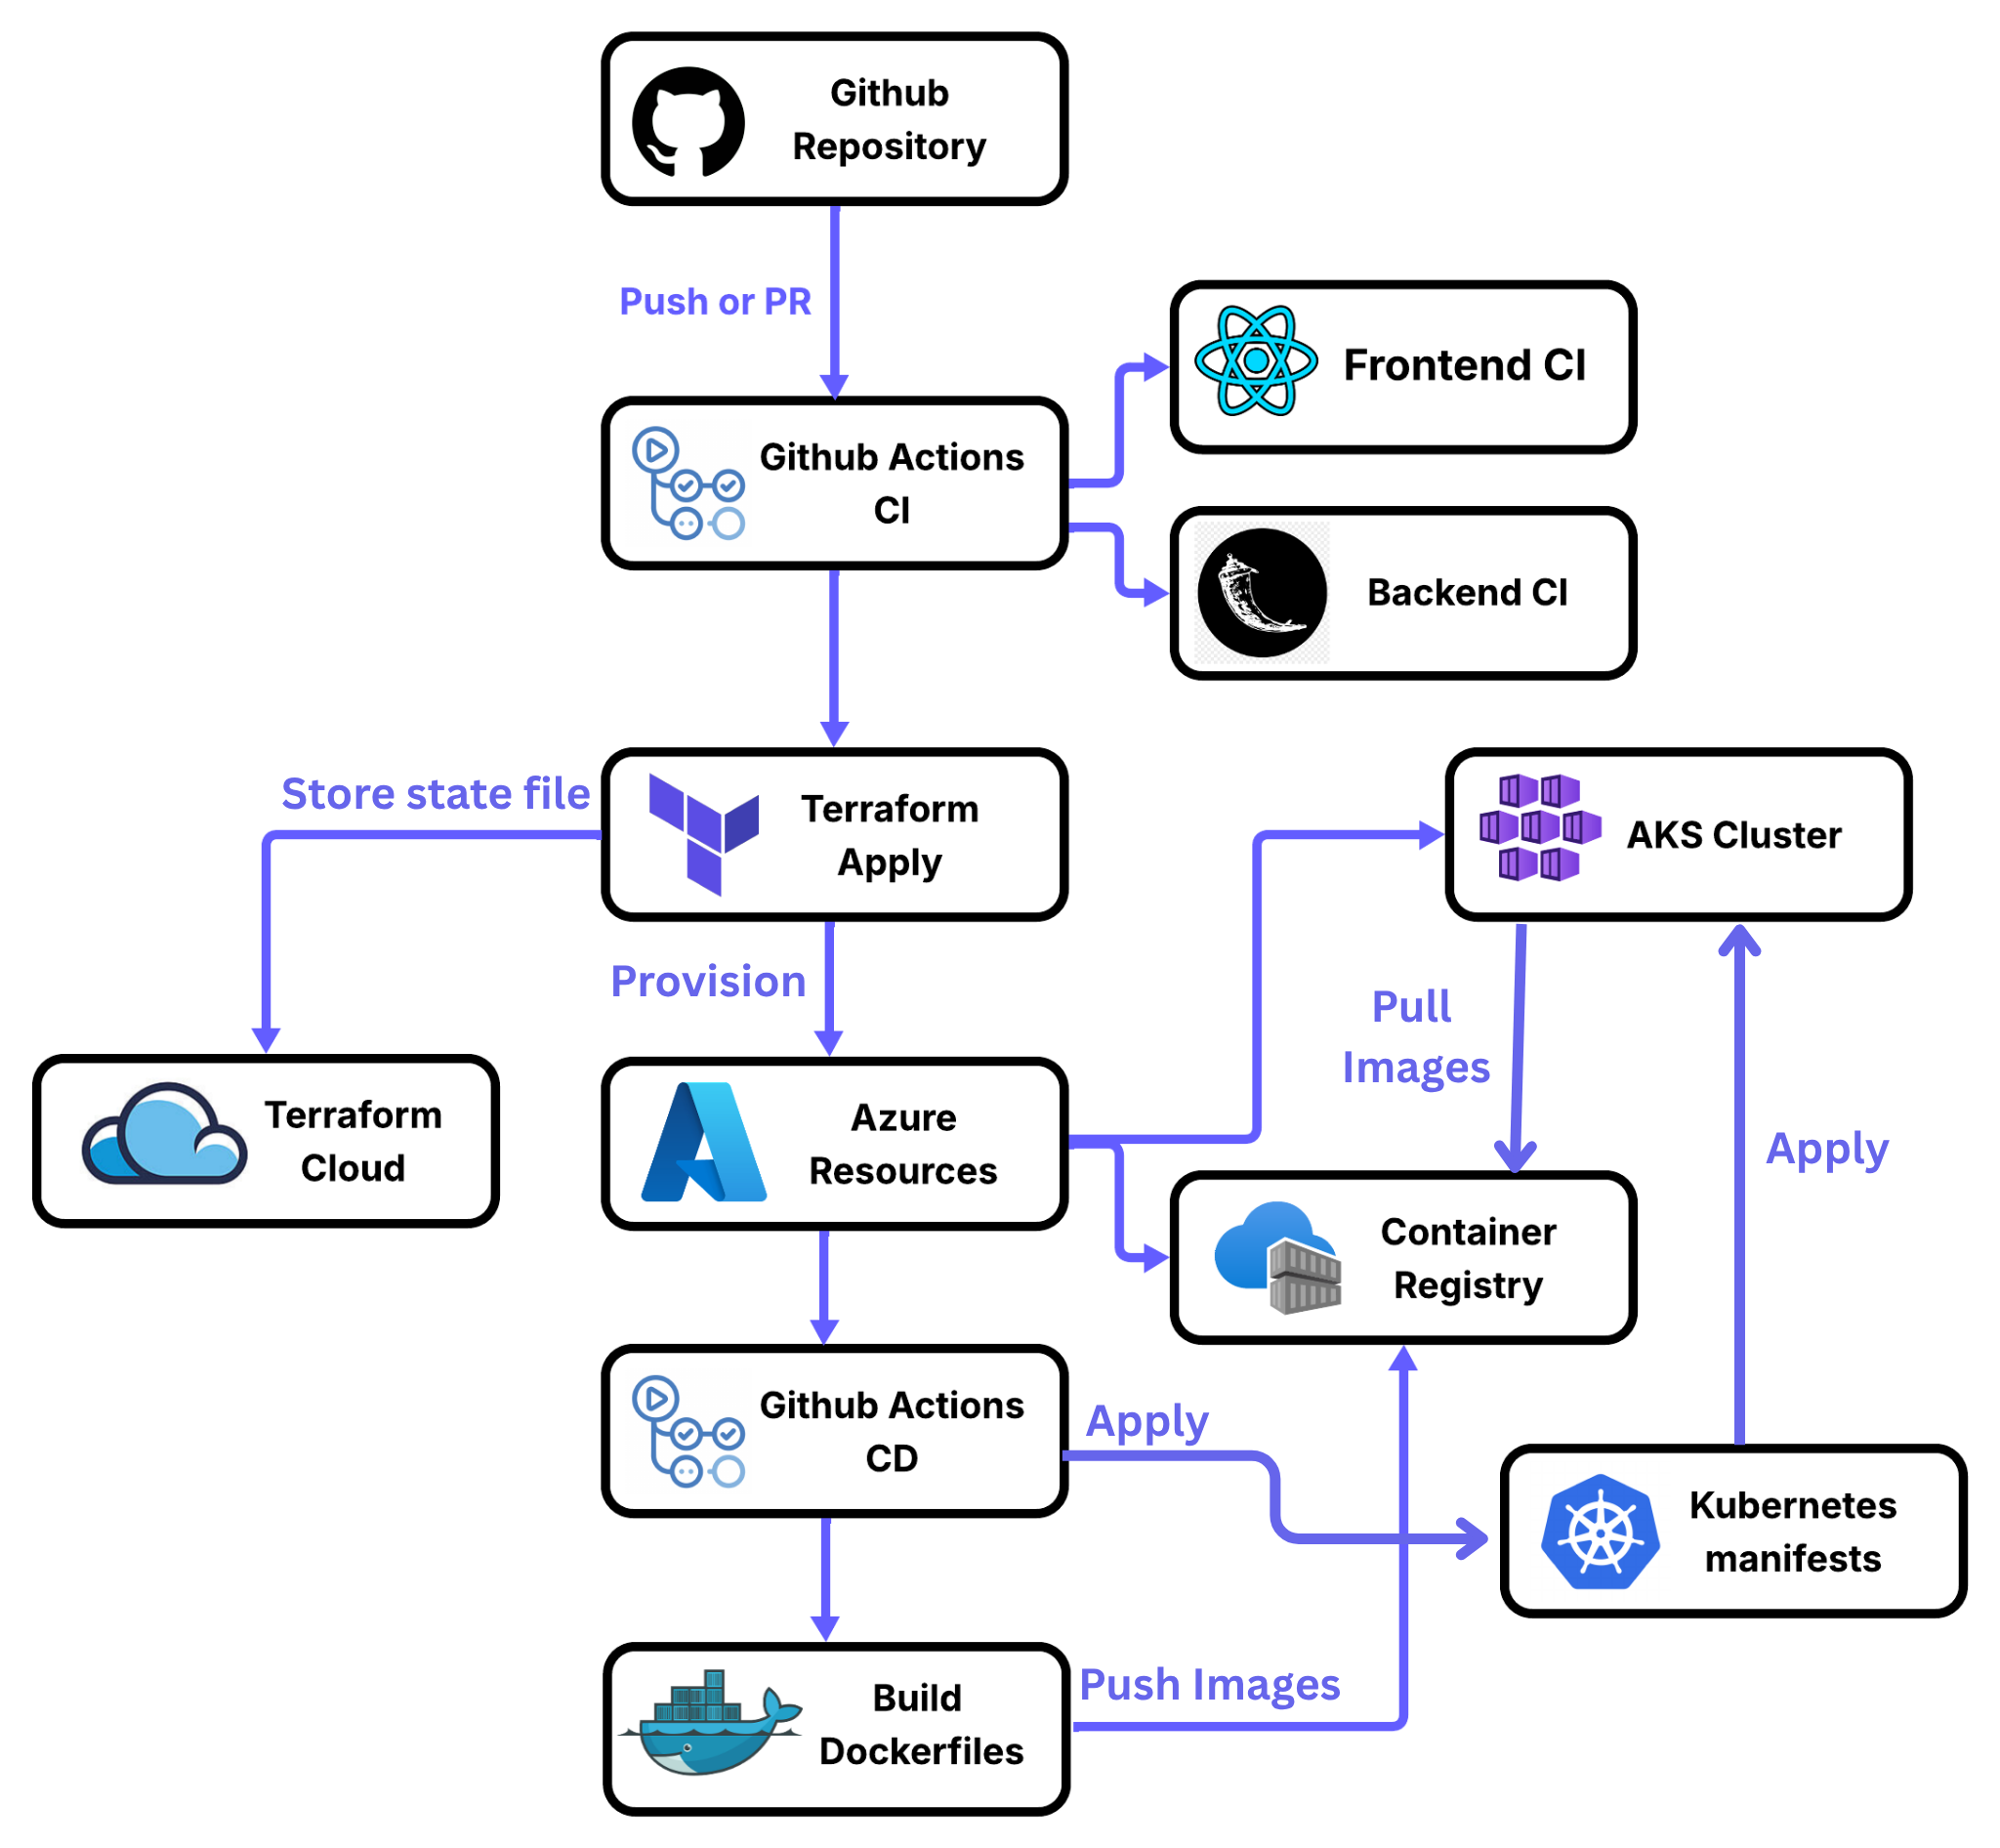 Github
Repository
Push or PR
Frontend CI
Github Actions
CI
Backend CI
Store state file
Terraform
Apply
AKS Cluster
Provision
Pull
Images
Terraform
Cloud
Azure
Resources
Apply
Container
Registry
Github Actions
CD
Apply
Kubernetes
manifests
Build
Dockerfiles
Push Images